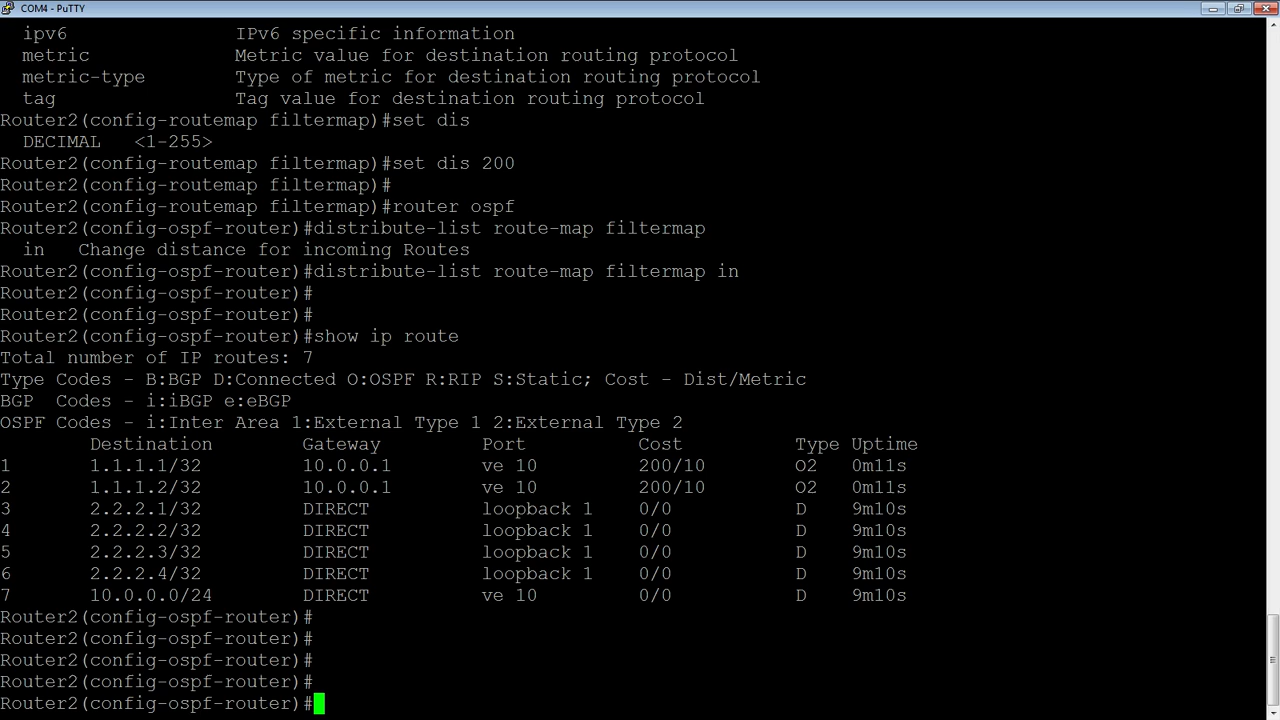 COM4 - PuTTY
ipv6 IPv6 specific information
metric Metric value for destination routing protocol
metric-type Type of metric for destination routing protocol
tag Tag value for destination routing protocol
Router2(config-routemap filtermap)#set dis
DECIMAL <1-255>
Router2(config-routemap filtermap)#set dis 200
Router2(config-routemap filtermap)#
Router2(config-routemap filtermap)#router ospf
Router2(config-ospf-router)#distribute-list route-map filtermap
in Change distance for incoming Routes
Router2(config-ospf-router)#distribute-list route-map filtermap in
Router2(config-ospf-router)#
Router2(config-ospf-router)#
Router2(config-ospf-router)#show ip route
Total number of IP routes: 7
Type Codes - B:BGP D:Connected O:OSPF R:RIP S:Static; Cost - Dist/Metric
BGP Codes - i:iBGP e:eBGP
OSPF Codes - i:Inter Area 1:External Type 1 2:External Type 2
Destination Gateway Port Cost Type Uptime
1 1.1.1.1/32 10.0.0.1 ve 10 200/10 O2 0m11s
2 1.1.1.2/32 10.0.0.1 ve 10 200/10 O2 0m11s
3 2.2.2.1/32 DIRECT loopback 1 0/0 D 9m10s
4 2.2.2.2/32 DIRECT loopback 1 0/0 D 9m10s
5 2.2.2.3/32 DIRECT loopback 1 0/0 D 9m10s
6 2.2.2.4/32 DIRECT loopback 1 0/0 D 9m10s
7 10.0.0.0/24 DIRECT ve 10 0/0 D 9m10s
Router2(config-ospf-router)#
Router2(config-ospf-router)#
Router2(config-ospf-router)#
Router2(config-ospf-router)#
Router2(config-ospf-router)#